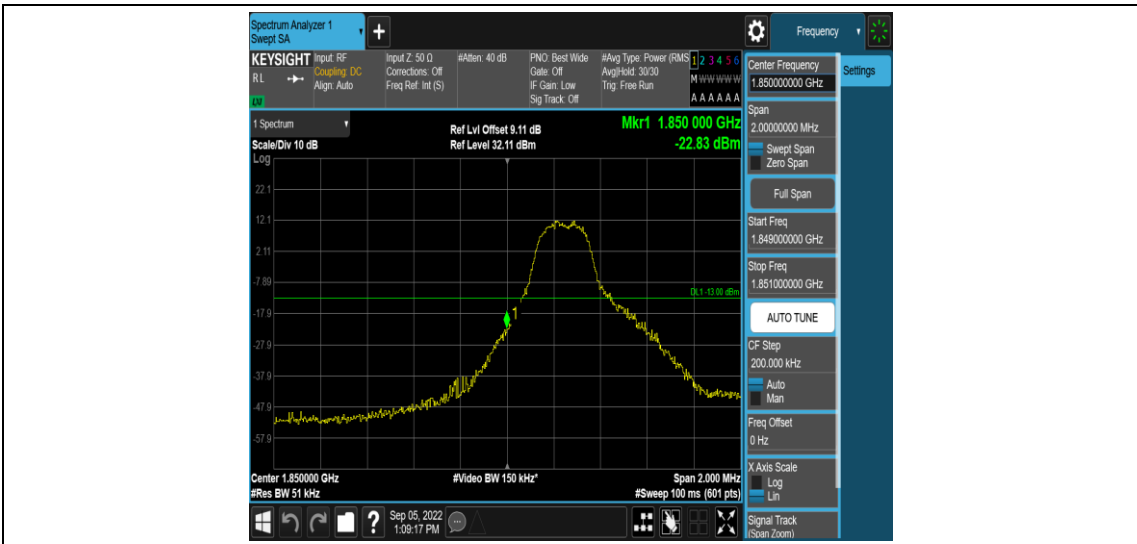 Spectrum Analyzer 1
Swept SA
+
Frequency
KEYSIGHT
RL
LXI
Input: RF
Coupling: DC
Align: Auto
Input Z: 50 Ω
Corrections: Off
Freq Ref: Int (S)
#Atten: 40 dB
PNO: Best Wide
Gate: Off
IF Gain: Low
Sig Track: Off
#Avg Type: Power (RMS
Avg|Hold: 30/30
Trig: Free Run
1 2 3 4 5 6
M W W W W W
A A A A A A
1 Spectrum
Scale/Div 10 dB
Log
Ref Lvl Offset 9.11 dB
Ref Level 32.11 dBm
Mkr1 1.850 000 GHz
-22.83 dBm
22.1
12.1
2.11
-7.89
-17.9
-27.9
-37.9
-47.9
-57.9
DL1 -13.00 dBm
1
Center 1.850000 GHz
#Res BW 51 kHz
#Video BW 150 kHz*
Span 2.000 MHz
#Sweep 100 ms (601 pts)
?
Sep 05, 2022
1:09:17 PM
Settings
Center Frequency
1.850000000 GHz
Span
2.00000000 MHz
Swept Span
Zero Span
Full Span
Start Freq
1.849000000 GHz
Stop Freq
1.851000000 GHz
AUTO TUNE
CF Step
200.000 kHz
Auto
Man
Freq Offset
0 Hz
X Axis Scale
Log
Lin
Signal Track
(Span Zoom)